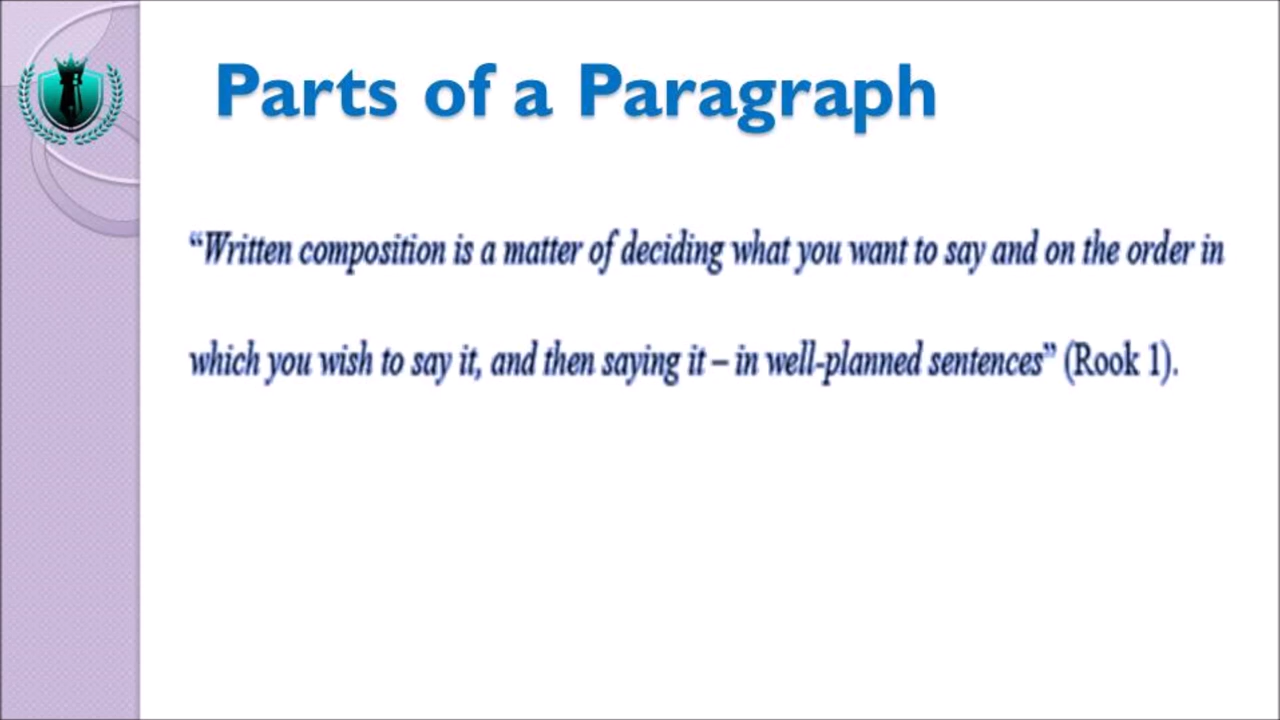 Parts of a Paragraph
“Written composition is a matter of deciding what you want to say and on the order in
which you wish to say it, and then saying it – in well-planned sentences” (Rook 1).